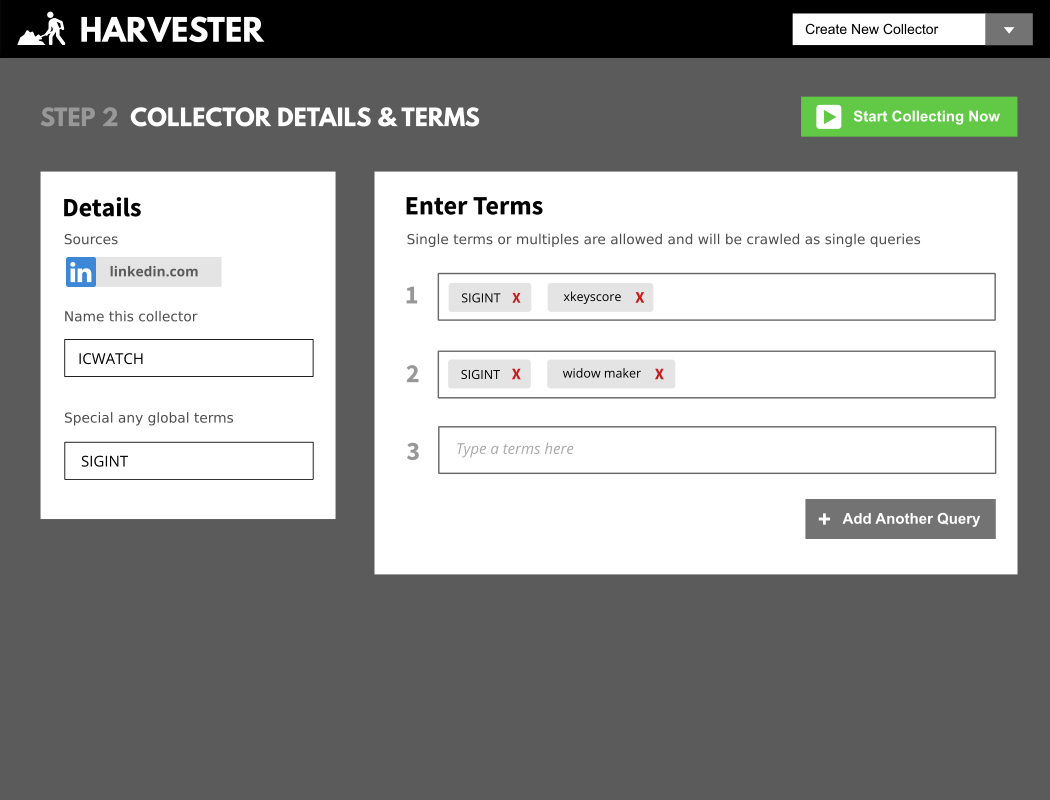 HARVESTER
Create New Collector
STEP 2 COLLECTOR DETAILS & TERMS
Start Collecting Now
Details
Sources
in linkedin.com
Name this collector
ICWATCH
Special any global terms
SIGINT
Enter Terms
Single terms or multiples are allowed and will be crawled as single queries
1 SIGINT X xkeyscore X
2 SIGINT X widow maker X
3 Type a terms here
+ Add Another Query